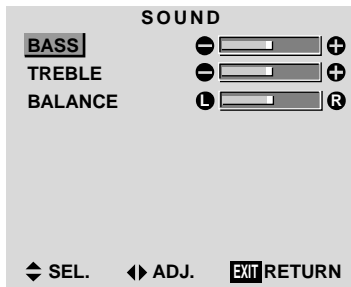 SOUND
BASS
TREBLE
BALANCE L R
SEL. ADJ. EXIT RETURN